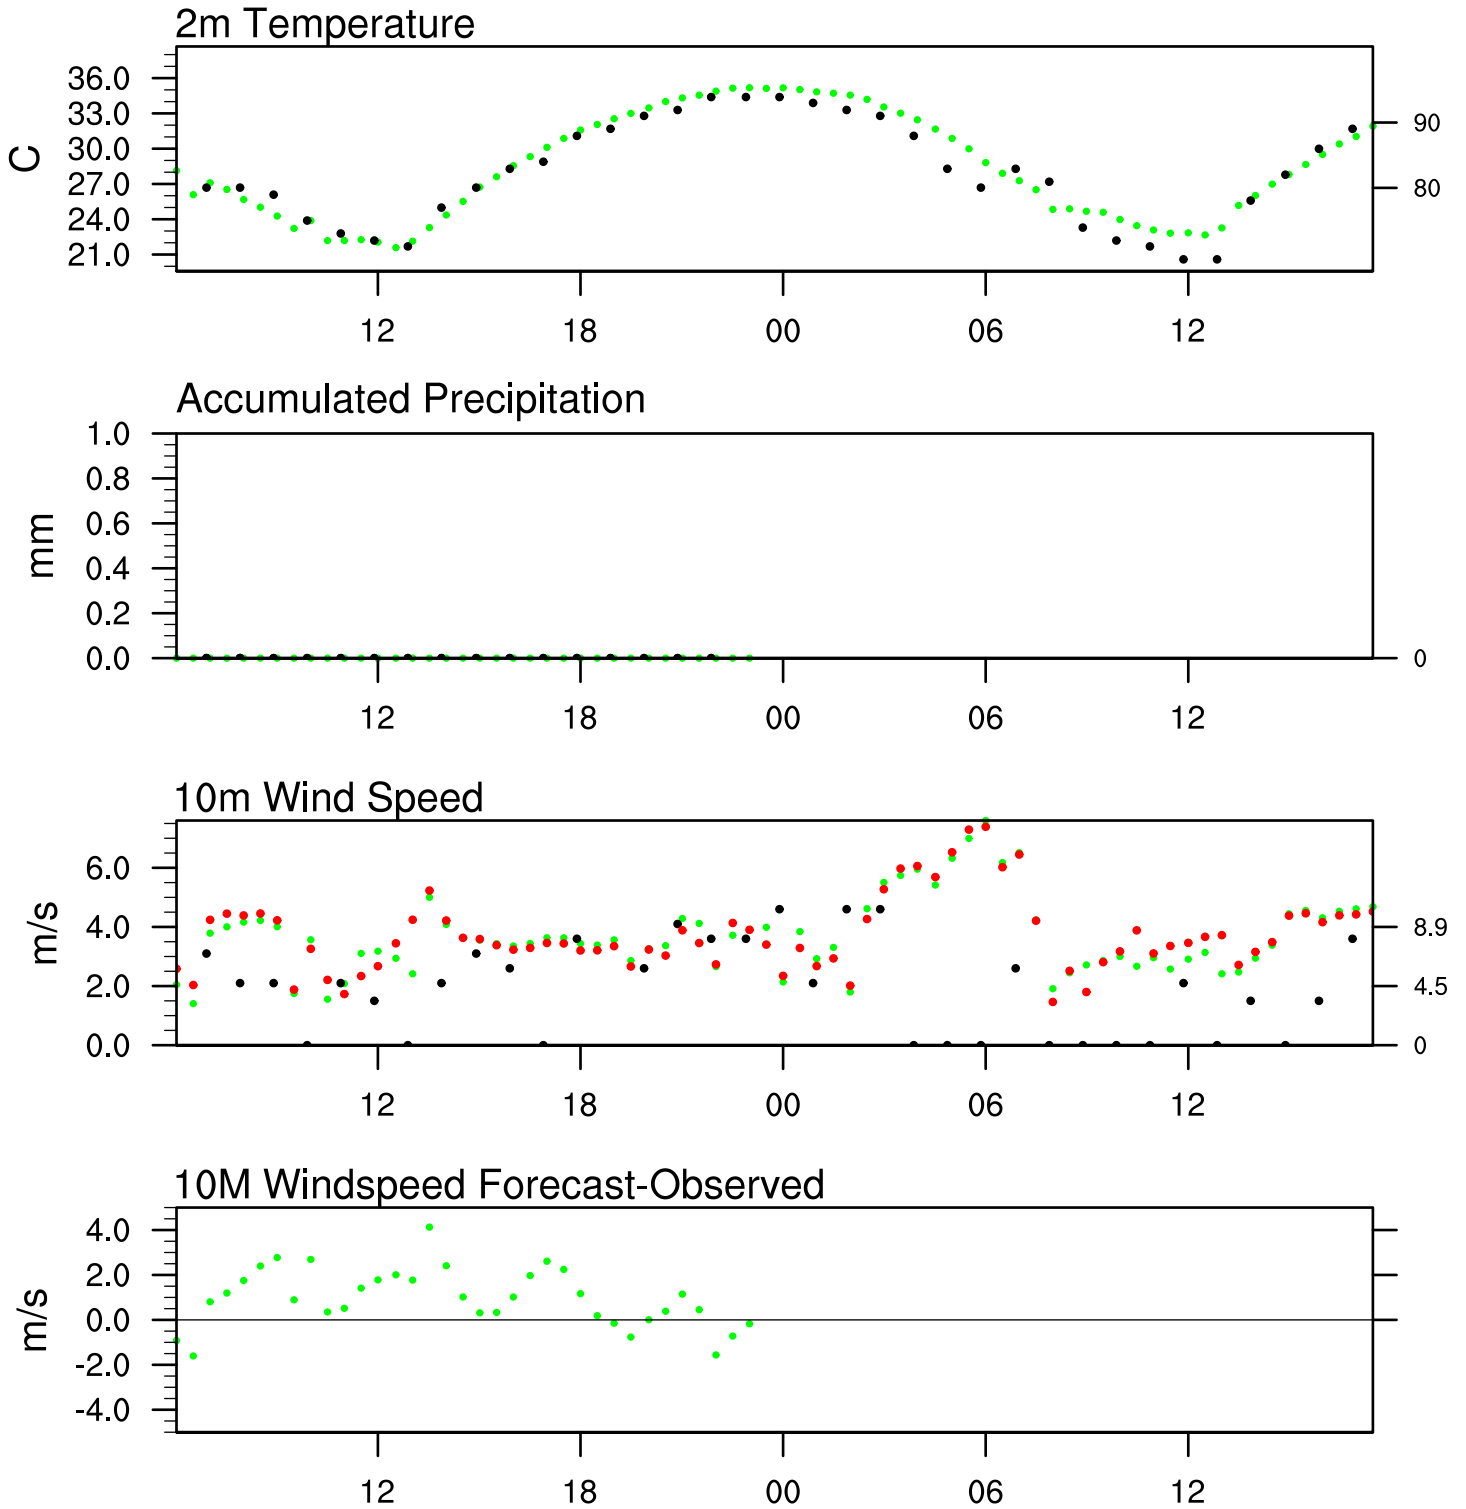 2m Temperature
36.0
33.0
30.0
27.0
24.0
21.0
C
90
80
12 18 00 06 12
Accumulated Precipitation
1.0
0.8
0.6
0.4
0.2
0.0
mm
0
12 18 00 06 12
10m Wind Speed
6.0
4.0
2.0
0.0
m/s
8.9
4.5
0
12 18 00 06 12
10M Windspeed Forecast-Observed
4.0
2.0
0.0
-2.0
-4.0
m/s
12 18 00 06 12